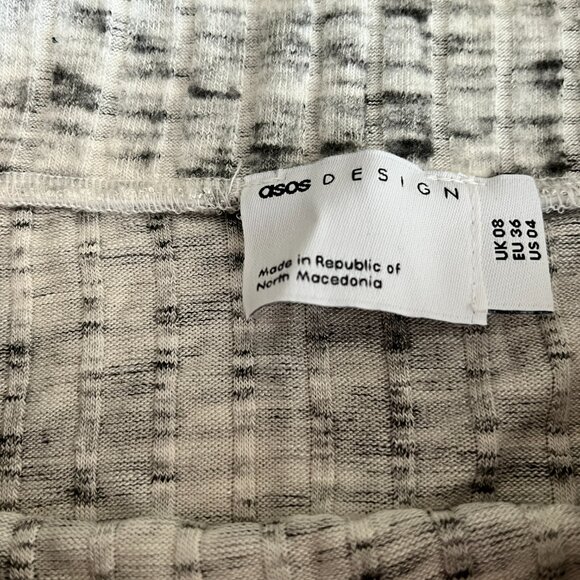 asos DESIGN
Made in Republic of
North Macedonia
UK 08
EU 36
US 04